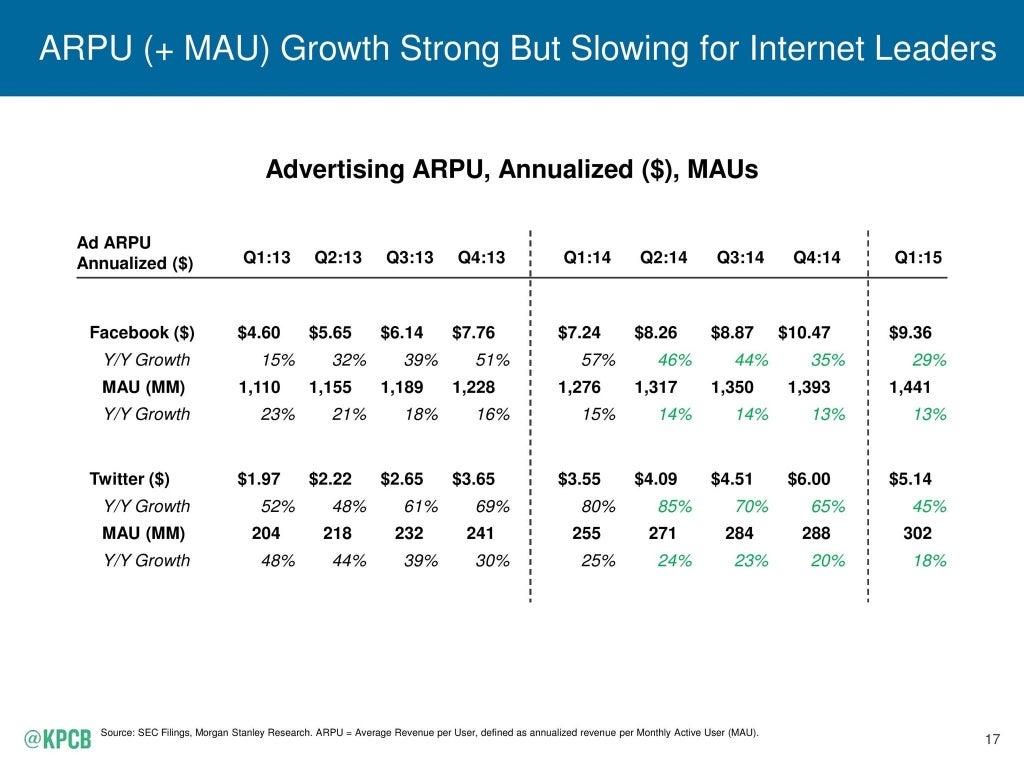 ARPU (+ MAU) Growth Strong But Slowing for Internet Leaders
Advertising ARPU, Annualized ($), MAUs
Ad ARPU
Annualized ($) Q1:13 Q2:13 Q3:13 Q4:13 Q1:14 Q2:14 Q3:14 Q4:14 Q1:15
Facebook ($) $4.60 $5.65 $6.14 $7.76 $7.24 $8.26 $8.87 $10.47 $9.36
Y/Y Growth 15% 32% 39% 51% 57% 46% 44% 35% 29%
MAU (MM) 1,110 1,155 1,189 1,228 1,276 1,317 1,350 1,393 1,441
Y/Y Growth 23% 21% 18% 16% 15% 14% 14% 13% 13%
Twitter ($) $1.97 $2.22 $2.65 $3.65 $3.55 $4.09 $4.51 $6.00 $5.14
Y/Y Growth 52% 48% 61% 69% 80% 85% 70% 65% 45%
MAU (MM) 204 218 232 241 255 271 284 288 302
Y/Y Growth 48% 44% 39% 30% 25% 24% 23% 20% 18%
@KPCB
Source: SEC Filings, Morgan Stanley Research. ARPU = Average Revenue per User, defined as annualized revenue per Monthly Active User (MAU).
17